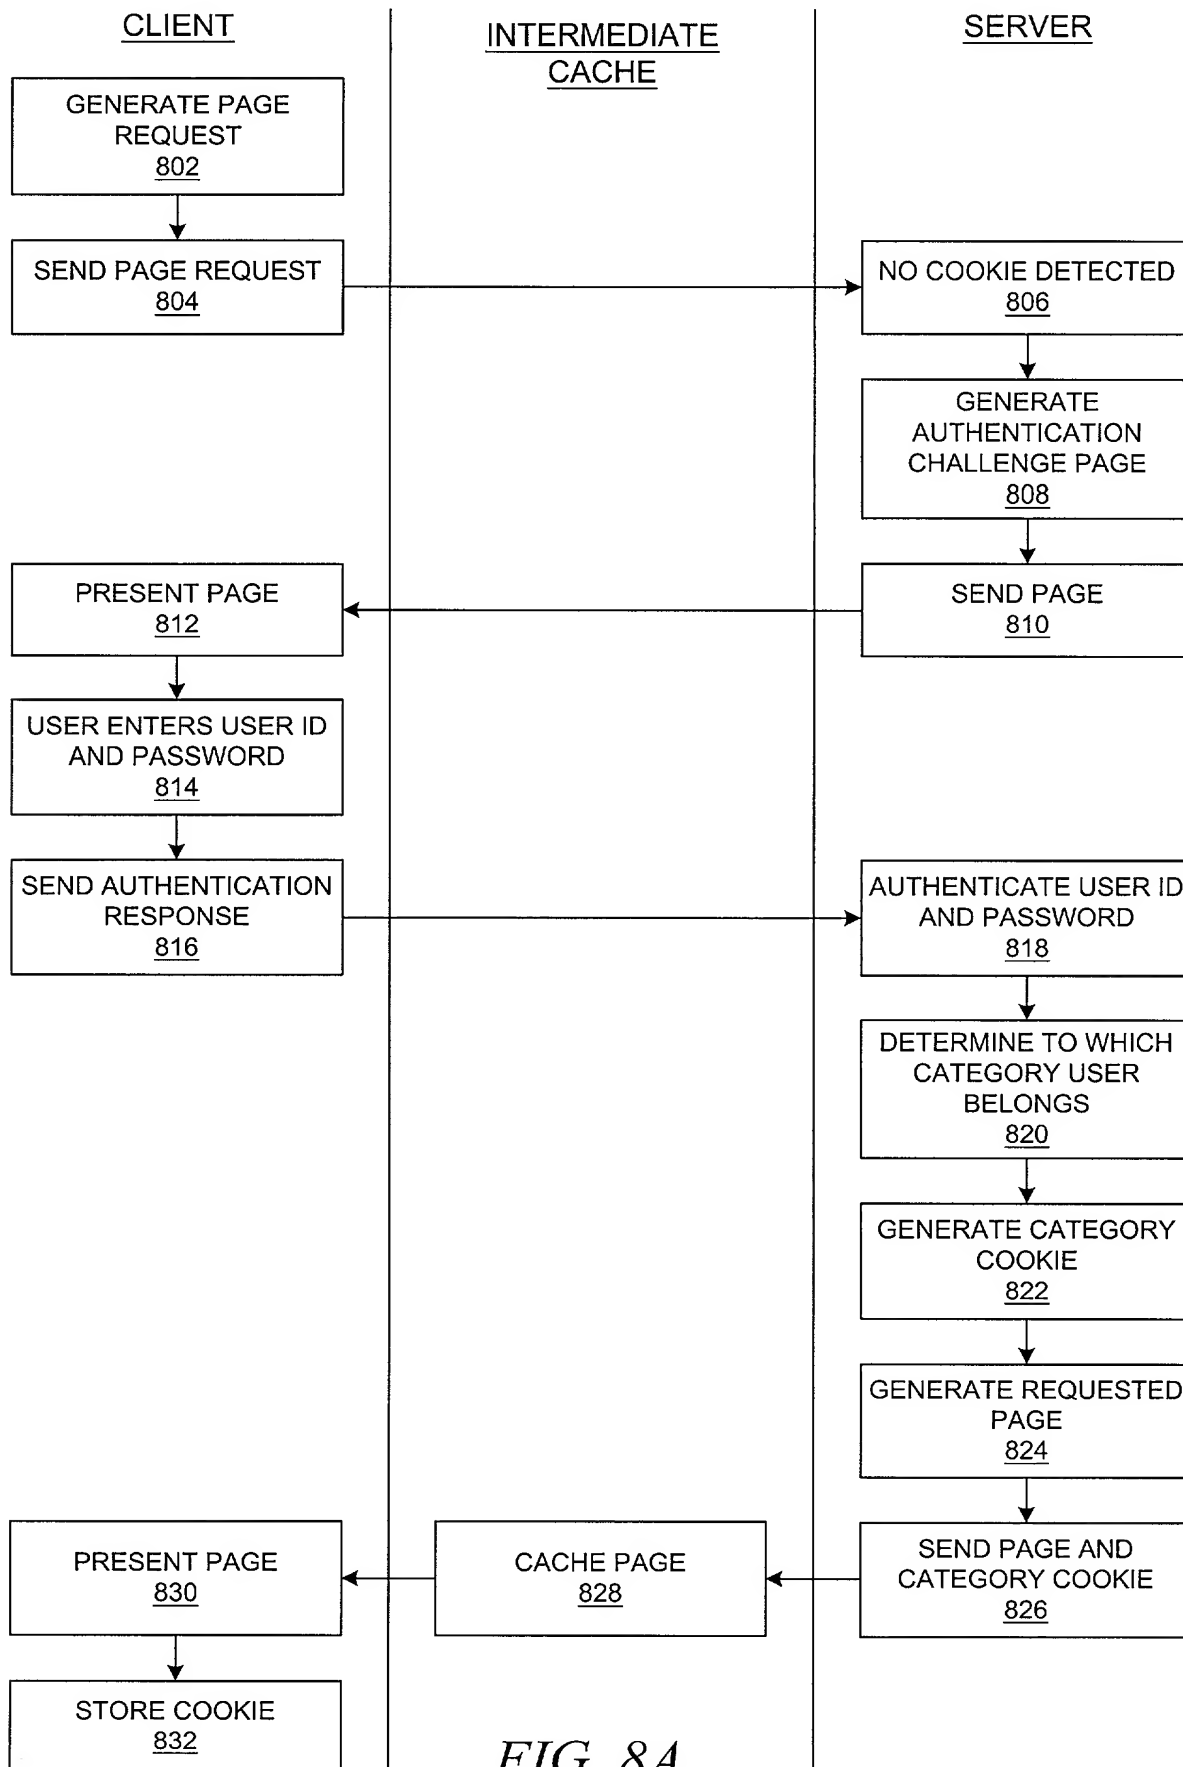 CLIENT
INTERMEDIATE
CACHE
SERVER
GENERATE PAGE
REQUEST
802
SEND PAGE REQUEST
804
NO COOKIE DETECTED
806
GENERATE
AUTHENTICATION
CHALLENGE PAGE
808
SEND PAGE
810
PRESENT PAGE
812
USER ENTERS USER ID
AND PASSWORD
814
SEND AUTHENTICATION
RESPONSE
816
AUTHENTICATE USER ID
AND PASSWORD
818
DETERMINE TO WHICH
CATEGORY USER
BELONGS
820
GENERATE CATEGORY
COOKIE
822
GENERATE REQUESTED
PAGE
824
SEND PAGE AND
CATEGORY COOKIE
826
CACHE PAGE
828
PRESENT PAGE
830
STORE COOKIE
832
FIG. 8A